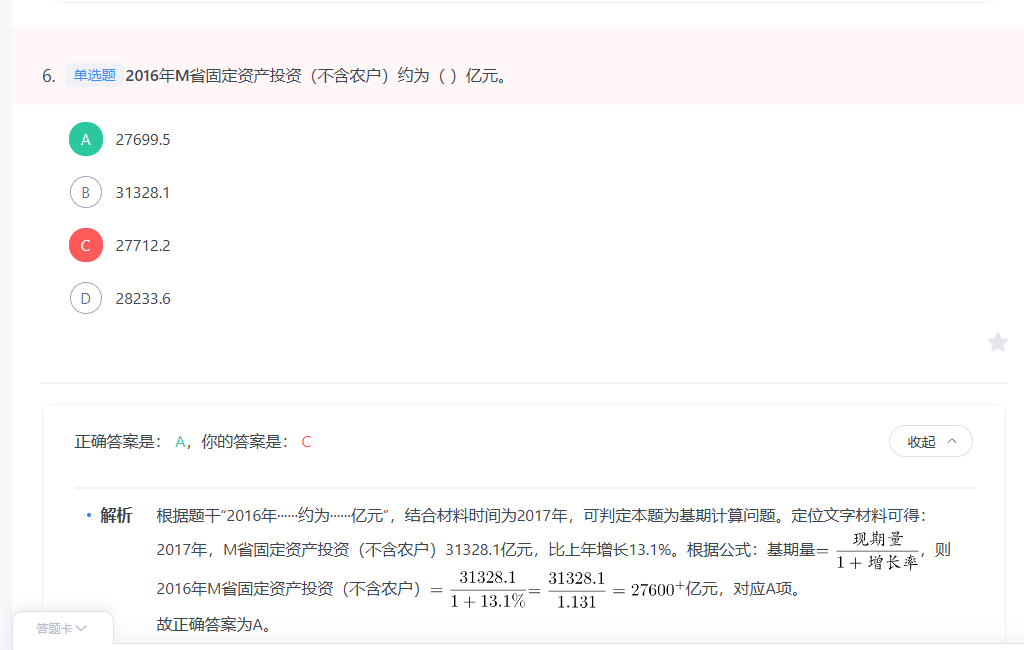 6. 单选题 2016年M省固定资产投资（不含农户）约为（ ）亿元。
A 27699.5
B 31328.1
C 27712.2
D 28233.6
正确答案是： A，你的答案是： C
收起
· 解析 根据题干“2016年……约为……亿元”，结合材料时间为2017年，可判定本题为基期计算问题。定位文字材料可得：
2017年，M省固定资产投资（不含农户）31328.1亿元，比上年增长13.1%。根据公式：基期量= 现期量/(1 + 增长率)，则
2016年M省固定资产投资（不含农户）= 31328.1/(1 + 13.1%) = 31328.1/1.131 = 27600⁺亿元，对应A项。
故正确答案为A。
答题卡